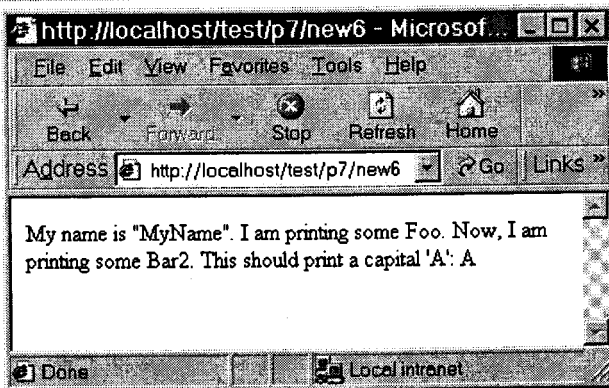 http://localhost/test/p7/new6 - Microsof...
File Edit View Favorites Tools Help
Back Forward Stop Refresh Home »
Address http://localhost/test/p7/new6 Go Links »
My name is "MyName". I am printing some Foo. Now, I am
printing some Bar2. This should print a capital 'A': A
Done Local intranet